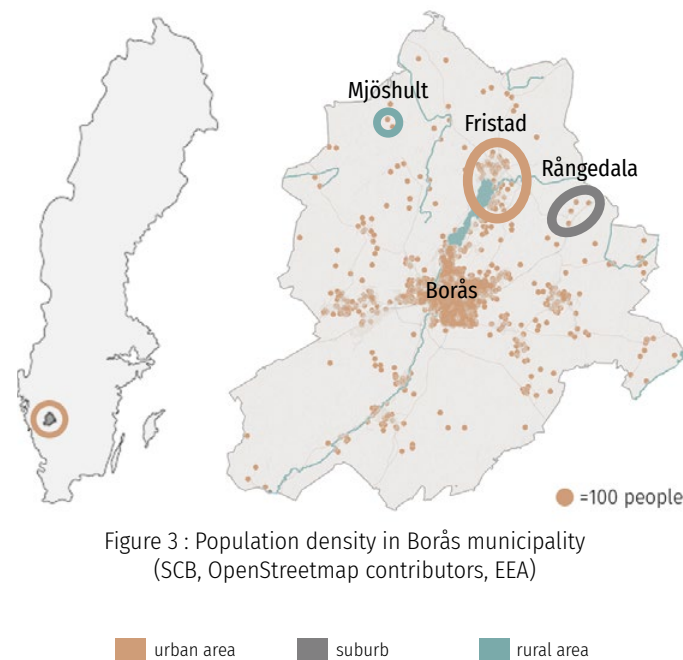 Mjöshult
Fristad
Rångedala
Borås
=100 people
Figure 3 : Population density in Borås municipality
(SCB, OpenStreetmap contributors, EEA)
urban area
suburb
rural area